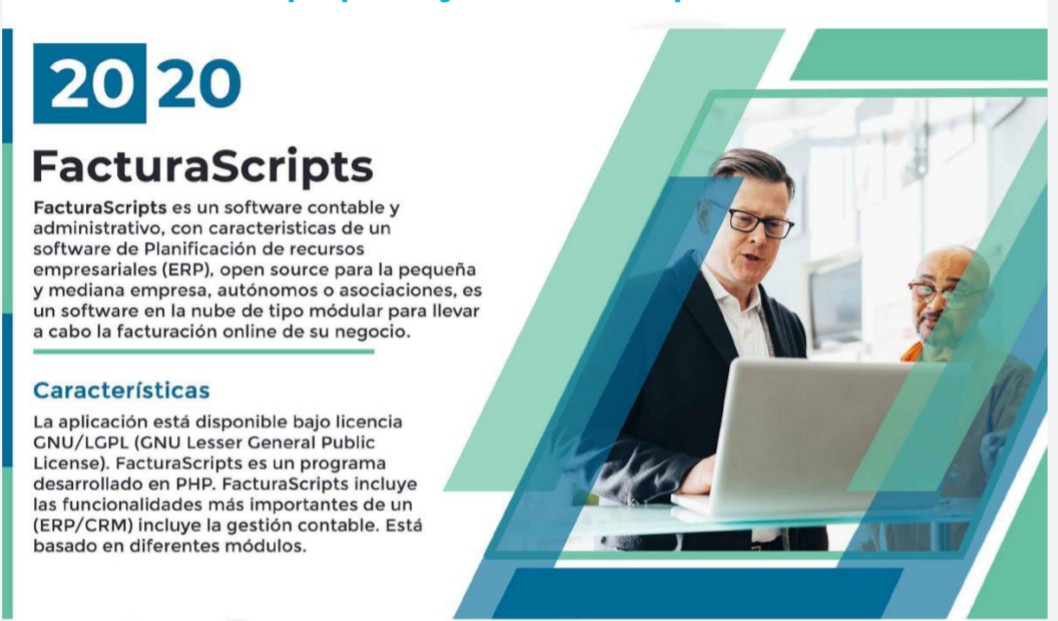 2020
FacturaScripts
FacturaScripts es un software contable y
administrativo, con caracteristicas de un
software de Planificación de recursos
empresariales (ERP), open source para la pequeña
y mediana empresa, autónomos o asociaciones, es
un software en la nube de tipo módular para llevar
a cabo la facturación online de su negocio.
Características
La aplicación está disponible bajo licencia
GNU/LGPL (GNU Lesser General Public
License). FacturaScripts es un programa
desarrollado en PHP. FacturaScripts incluye
las funcionalidades más importantes de un
(ERP/CRM) incluye la gestión contable. Está
basado en diferentes módulos.